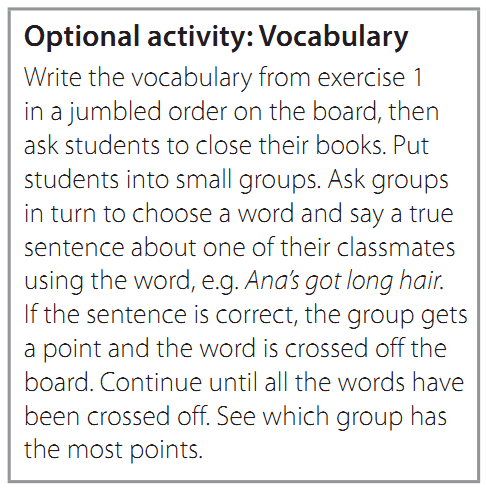 Optional activity: Vocabulary
Write the vocabulary from exercise 1
in a jumbled order on the board, then
ask students to close their books. Put
students into small groups. Ask groups
in turn to choose a word and say a true
sentence about one of their classmates
using the word, e.g. Ana’s got long hair.
If the sentence is correct, the group gets
a point and the word is crossed off the
board. Continue until all the words have
been crossed off. See which group has
the most points.